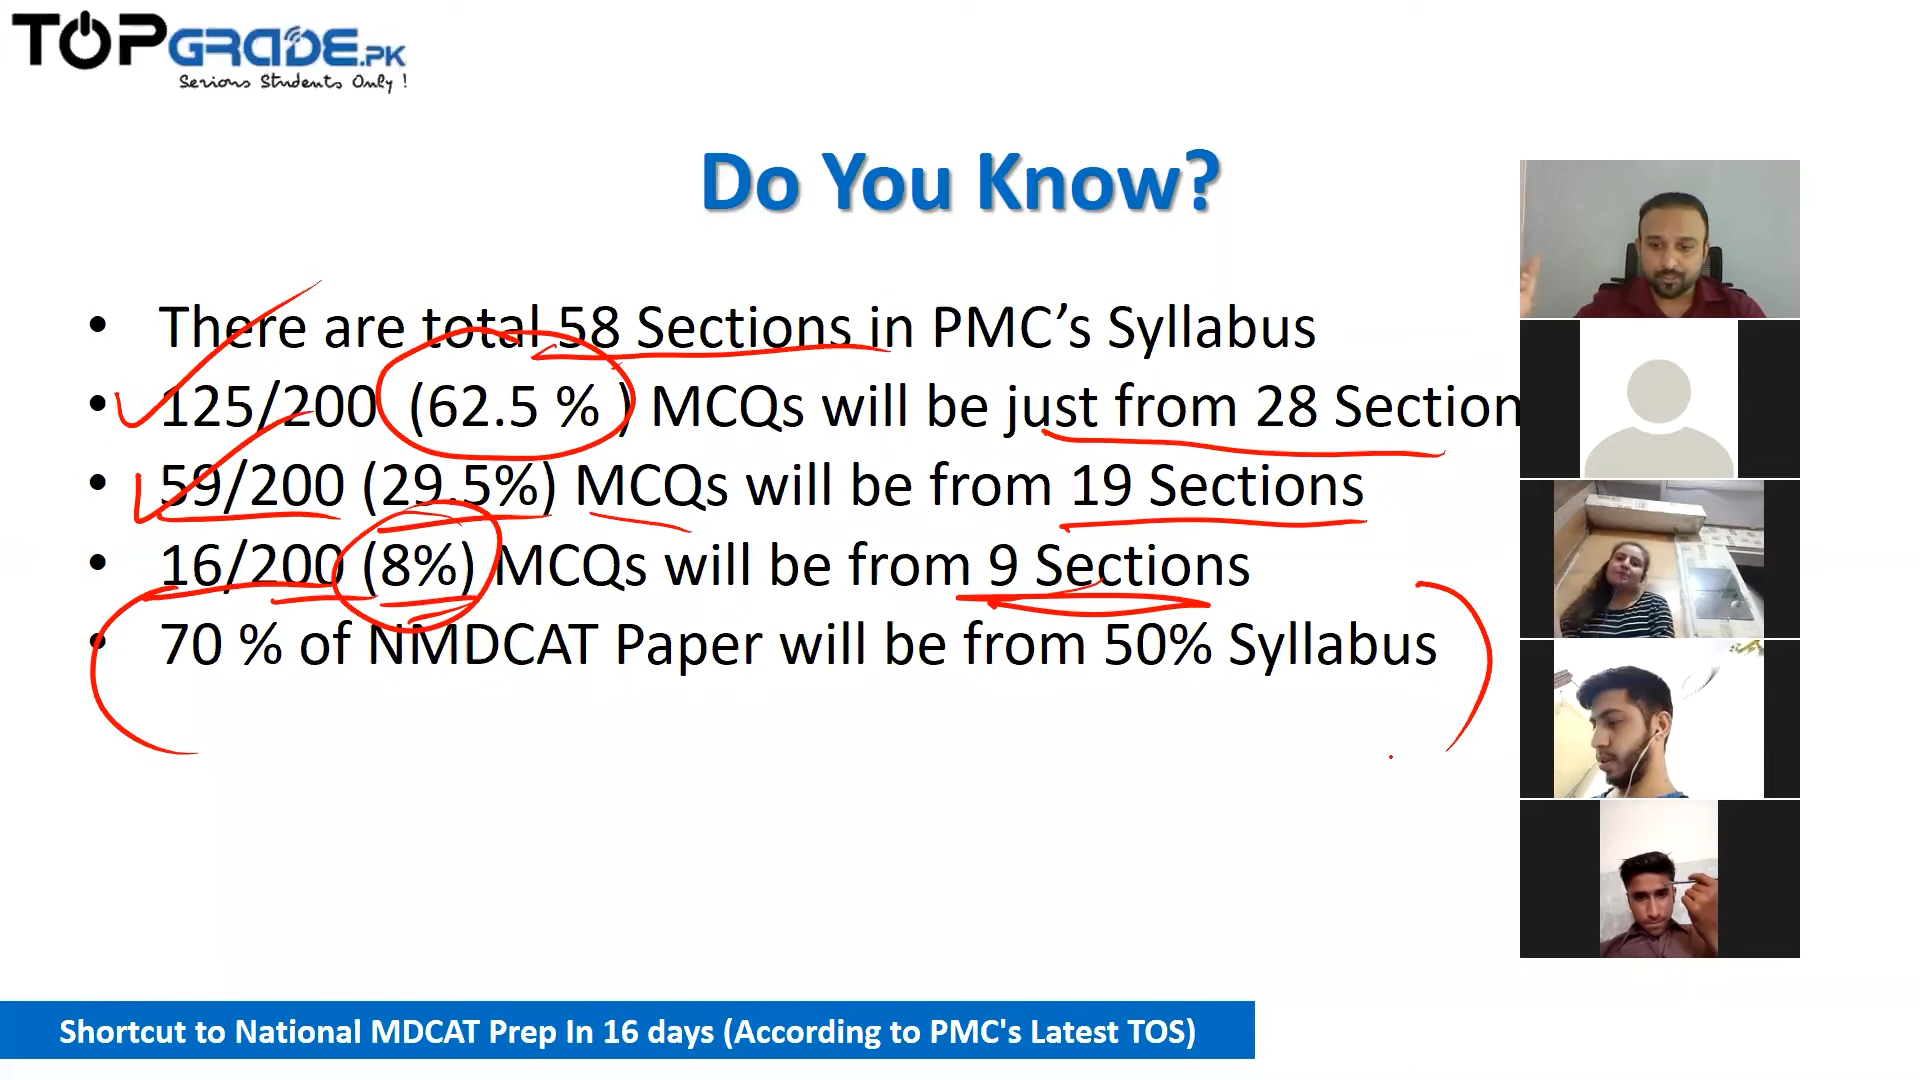 TOPGRADE.PK
Serious Students Only !
Do You Know?
• There are total 58 Sections in PMC’s Syllabus
• 125/200 (62.5 % ) MCQs will be just from 28 Section
• 59/200 (29.5%) MCQs will be from 19 Sections
• 16/200 (8%) MCQs will be from 9 Sections
• 70 % of NMDCAT Paper will be from 50% Syllabus
Shortcut to National MDCAT Prep In 16 days (According to PMC's Latest TOS)